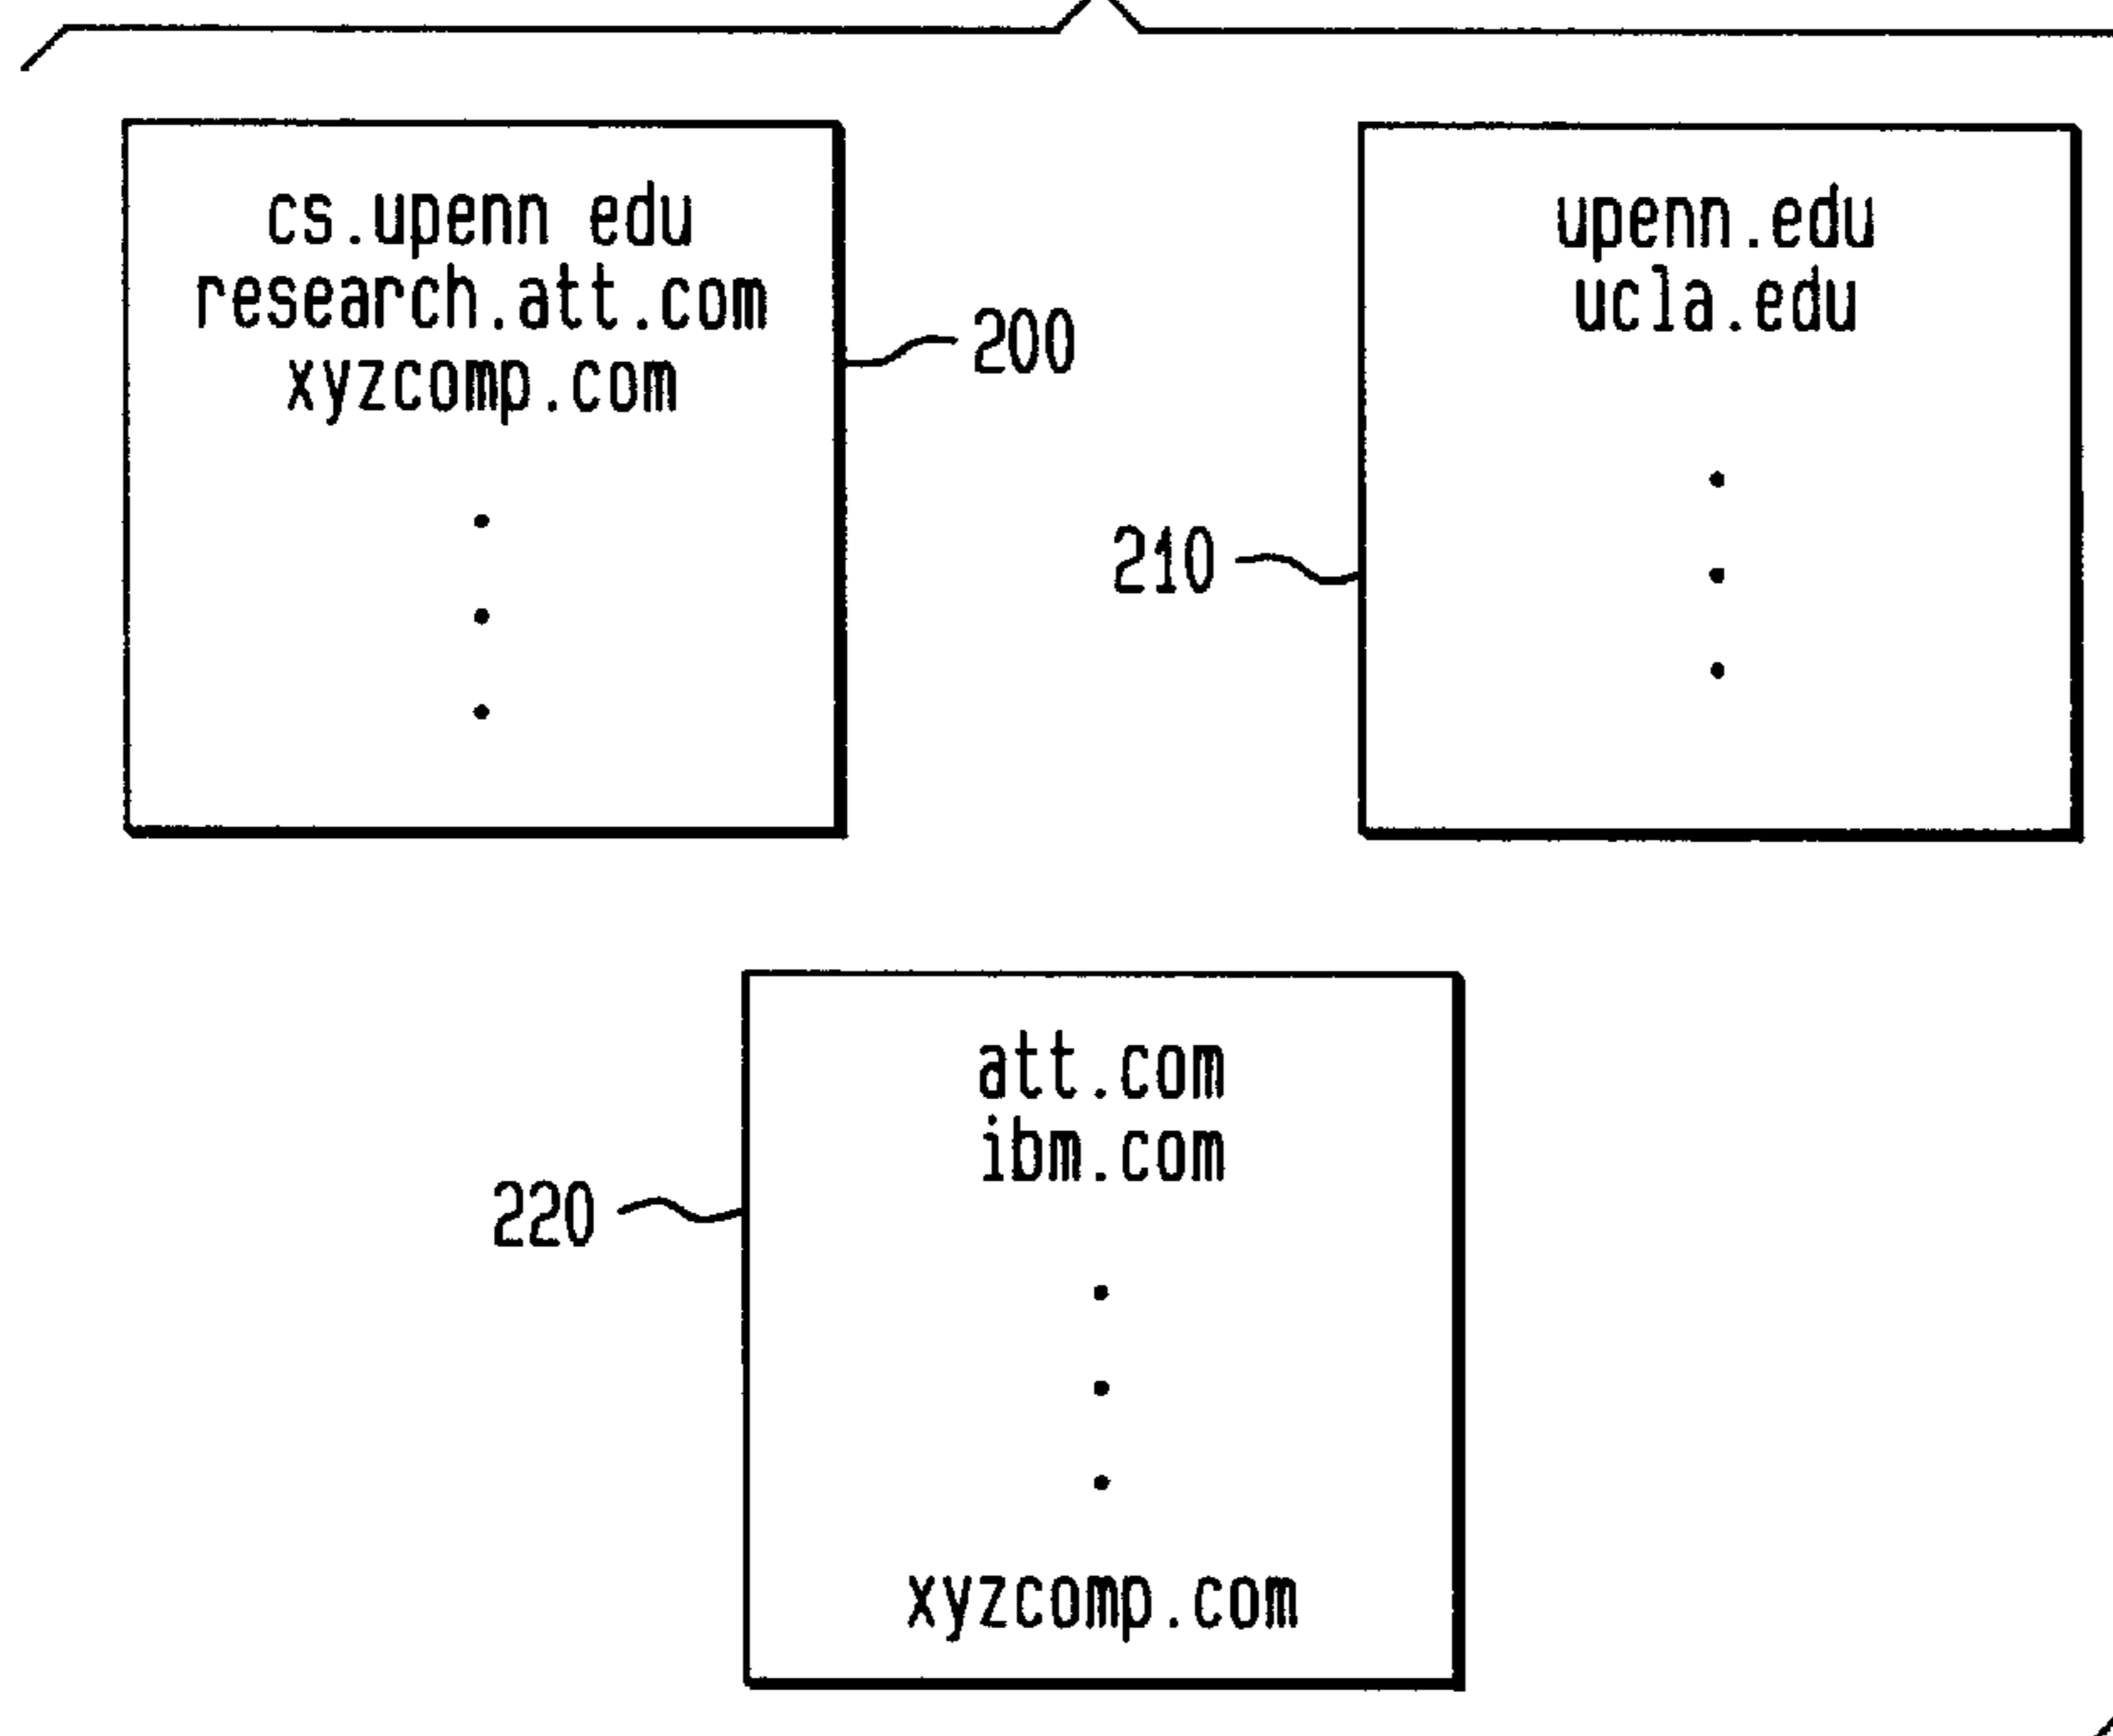 cs.upenn edu
research.att.com
xyzcomp.com
200
upenn.edu
ucla.edu
210
att.com
ibm.com
220
xyzcomp.com